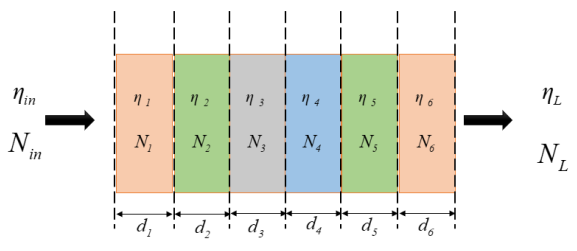 η_in η_1 η_2 η_3 η_4 η_5 η_6 η_L
N_in N_1 N_2 N_3 N_4 N_5 N_6 N_L
d_1 d_2 d_3 d_4 d_5 d_6